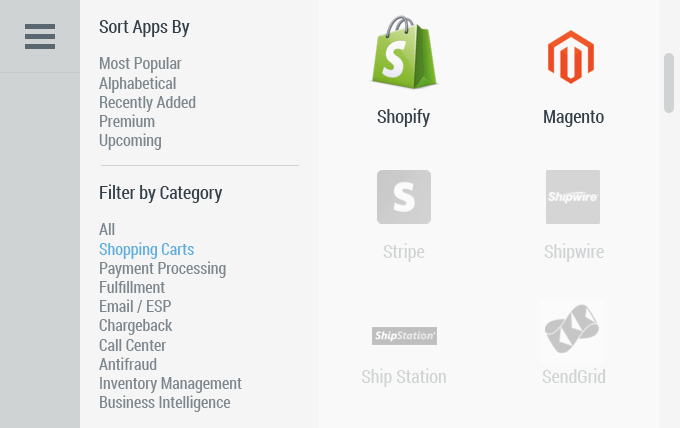 Sort Apps By
Most Popular
Alphabetical
Recently Added
Premium
Upcoming
Filter by Category
All
Shopping Carts
Payment Processing
Fulfillment
Email / ESP
Chargeback
Call Center
Antifraud
Inventory Management
Business Intelligence
S
Shopify
Magento
S
Stripe
Shipwire
Shipwire
ShipStation
Ship Station
SendGrid